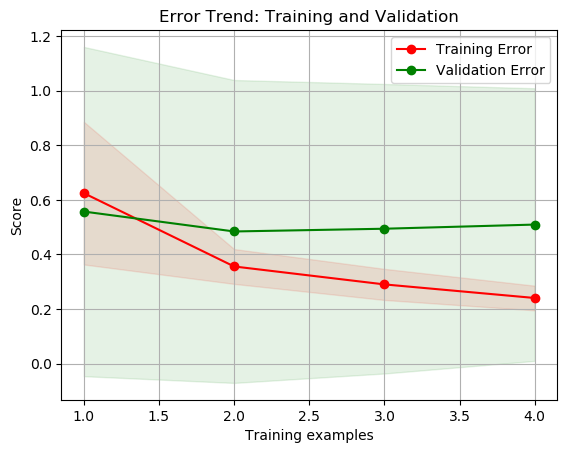 Error Trend: Training and Validation
Training Error
Validation Error
Score
1.2
1.0
0.8
0.6
0.4
0.2
0.0
1.0 1.5 2.0 2.5 3.0 3.5 4.0
Training examples